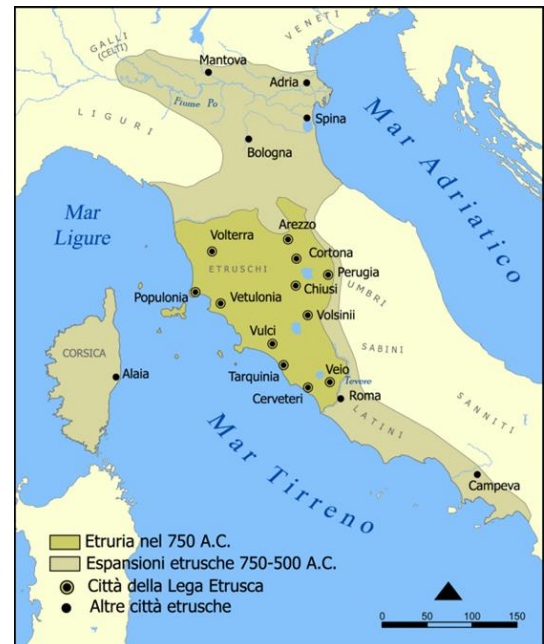 VENETI
GALLI
(CELTI)
Mantova
Adria
Fiume Po
Spina
LIGURI
Bologna
Mar Adriatico
Mar
Ligure
Arezzo
Volterra
Cortona
ETRUSCHI
Perugia
Populonia
Vetulonia
Chiusi
UMBRI
Volsinii
Vulci
SABINI
CORSICA
Alaia
Tarquinia
Veio
Tevere
Roma
Cerveteri
LATINI
SANNITI
Mar Tirreno
Campeva
Etruria nel 750 A.C.
Espansioni etrusche 750-500 A.C.
Città della Lega Etrusca
Altre città etrusche
0 50 100 150